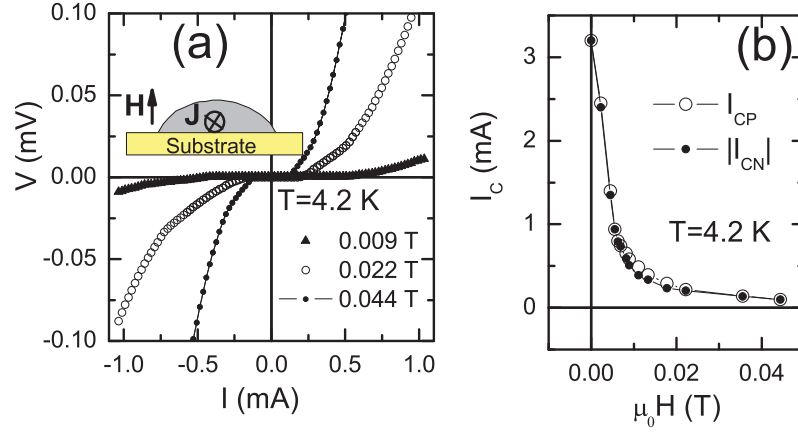 (a)
V (mV)
0.10
0.05
0.00
-0.05
-0.10
H
J
Substrate
T=4.2 K
0.009 T
0.022 T
0.044 T
-1.0 -0.5 0.0 0.5 1.0
I (mA)
(b)
I_C (mA)
3
2
1
0
I_CP
|I_CN|
T=4.2 K
0.00 0.02 0.04
μ₀H (T)